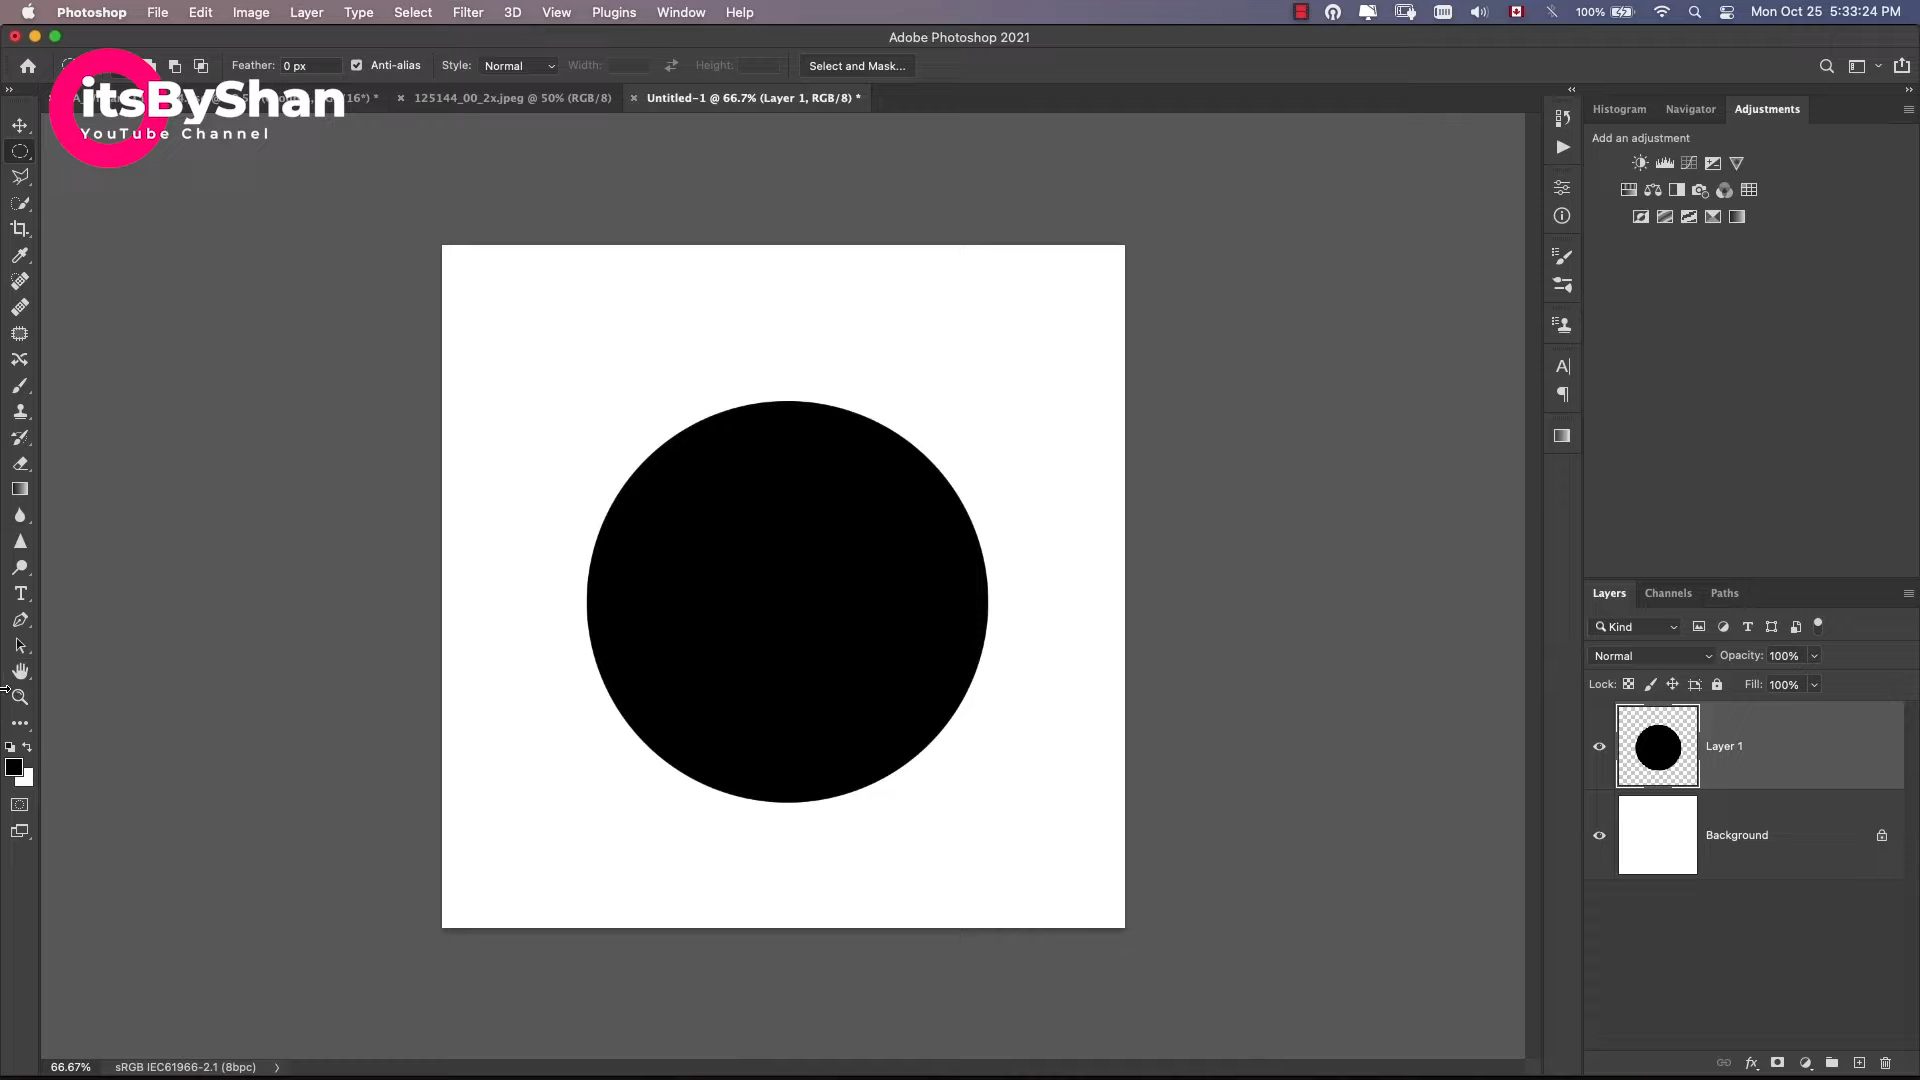 Photoshop File Edit Image Layer Type Select Filter 3D View Plugins Window Help 100% Mon Oct 25 5:33:24 PM
Adobe Photoshop 2021
Feather: 0 px Anti-alias Style: Normal Width: Height: Select and Mask...
itsByShan
YouTube Channel
125144_00_2x.jpeg @ 50% (RGB/8) Untitled-1 @ 66.7% (Layer 1, RGB/8) *
Histogram Navigator Adjustments
Add an adjustment
Layers Channels Paths
Kind
Normal Opacity: 100%
Lock: Fill: 100%
Layer 1
Background
66.67% sRGB IEC61966-2.1 (8bpc)